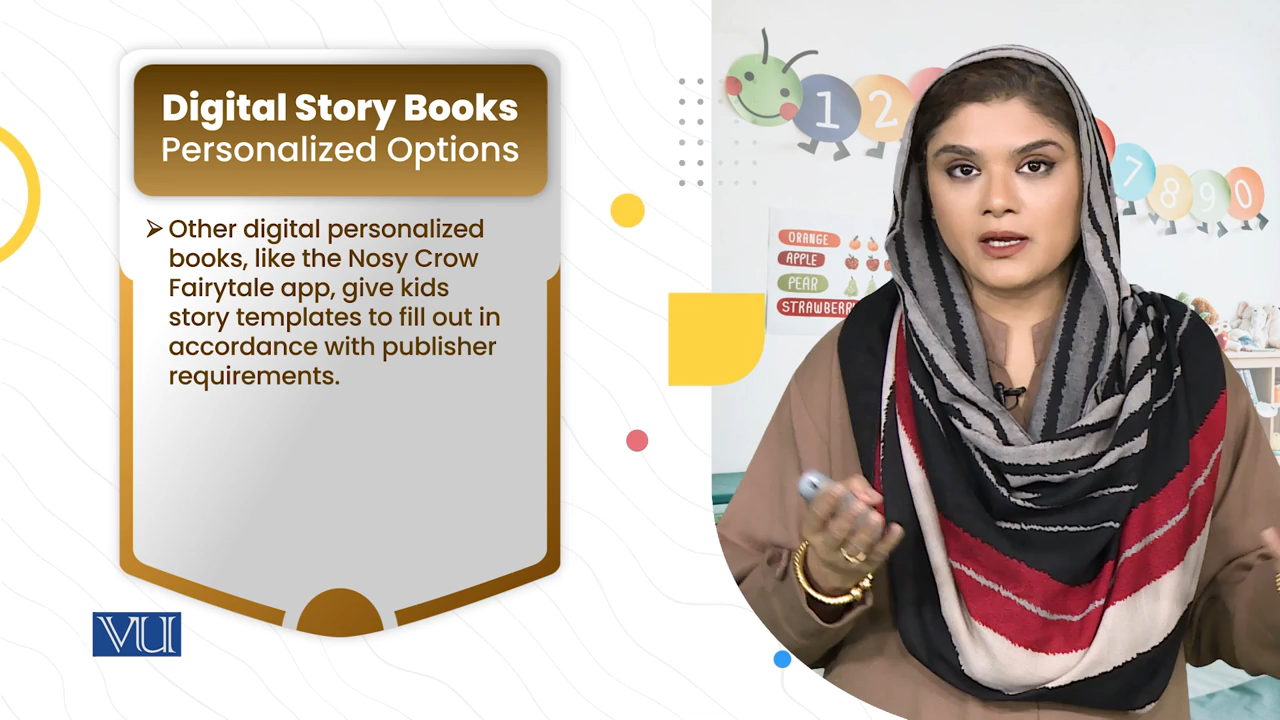 Digital Story Books
Personalized Options
➢ Other digital personalized
books, like the Nosy Crow
Fairytale app, give kids
story templates to fill out in
accordance with publisher
requirements.
VU
1 2
7 8 9 0
ORANGE
APPLE
PEAR